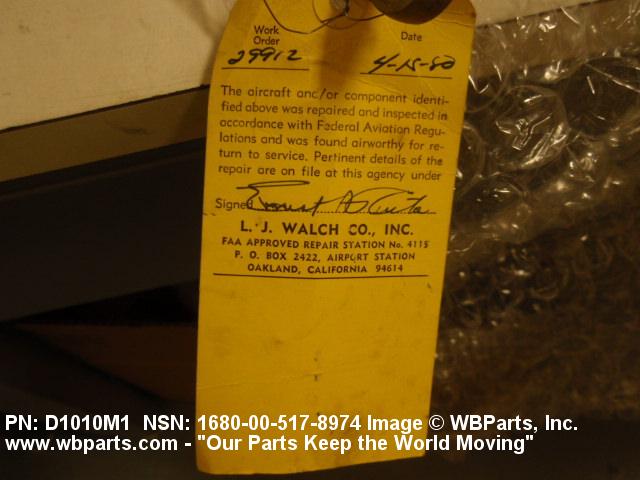 Work Order Date
29912 4-15-80
The aircraft and/or component identi-
fied above was repaired and inspected in
accordance with Federal Aviation Regu-
lations and was found airworthy for re-
turn to service. Pertinent details of the
repair are on file at this agency under
Signed Ernest
L. J. WALCH CO., INC.
FAA APPROVED REPAIR STATION No. 4115
P. O. BOX 2422, AIRPORT STATION
OAKLAND, CALIFORNIA 94614
PN: D1010M1 NSN: 1680-00-517-8974 Image © WBParts, Inc.
www.wbparts.com - "Our Parts Keep the World Moving"